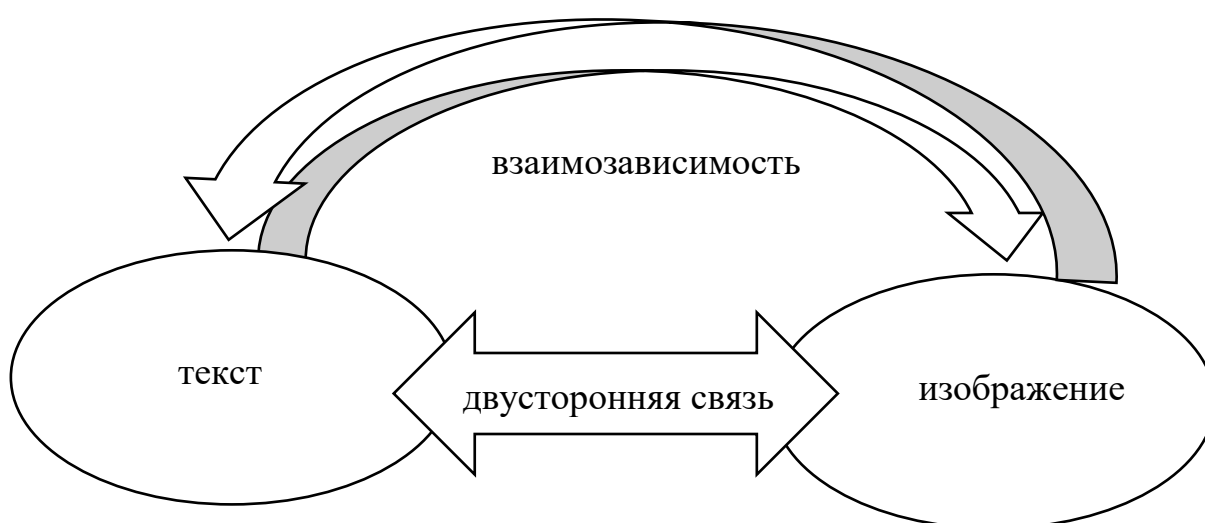 взаимозависимость
текст
двусторонняя связь
изображение